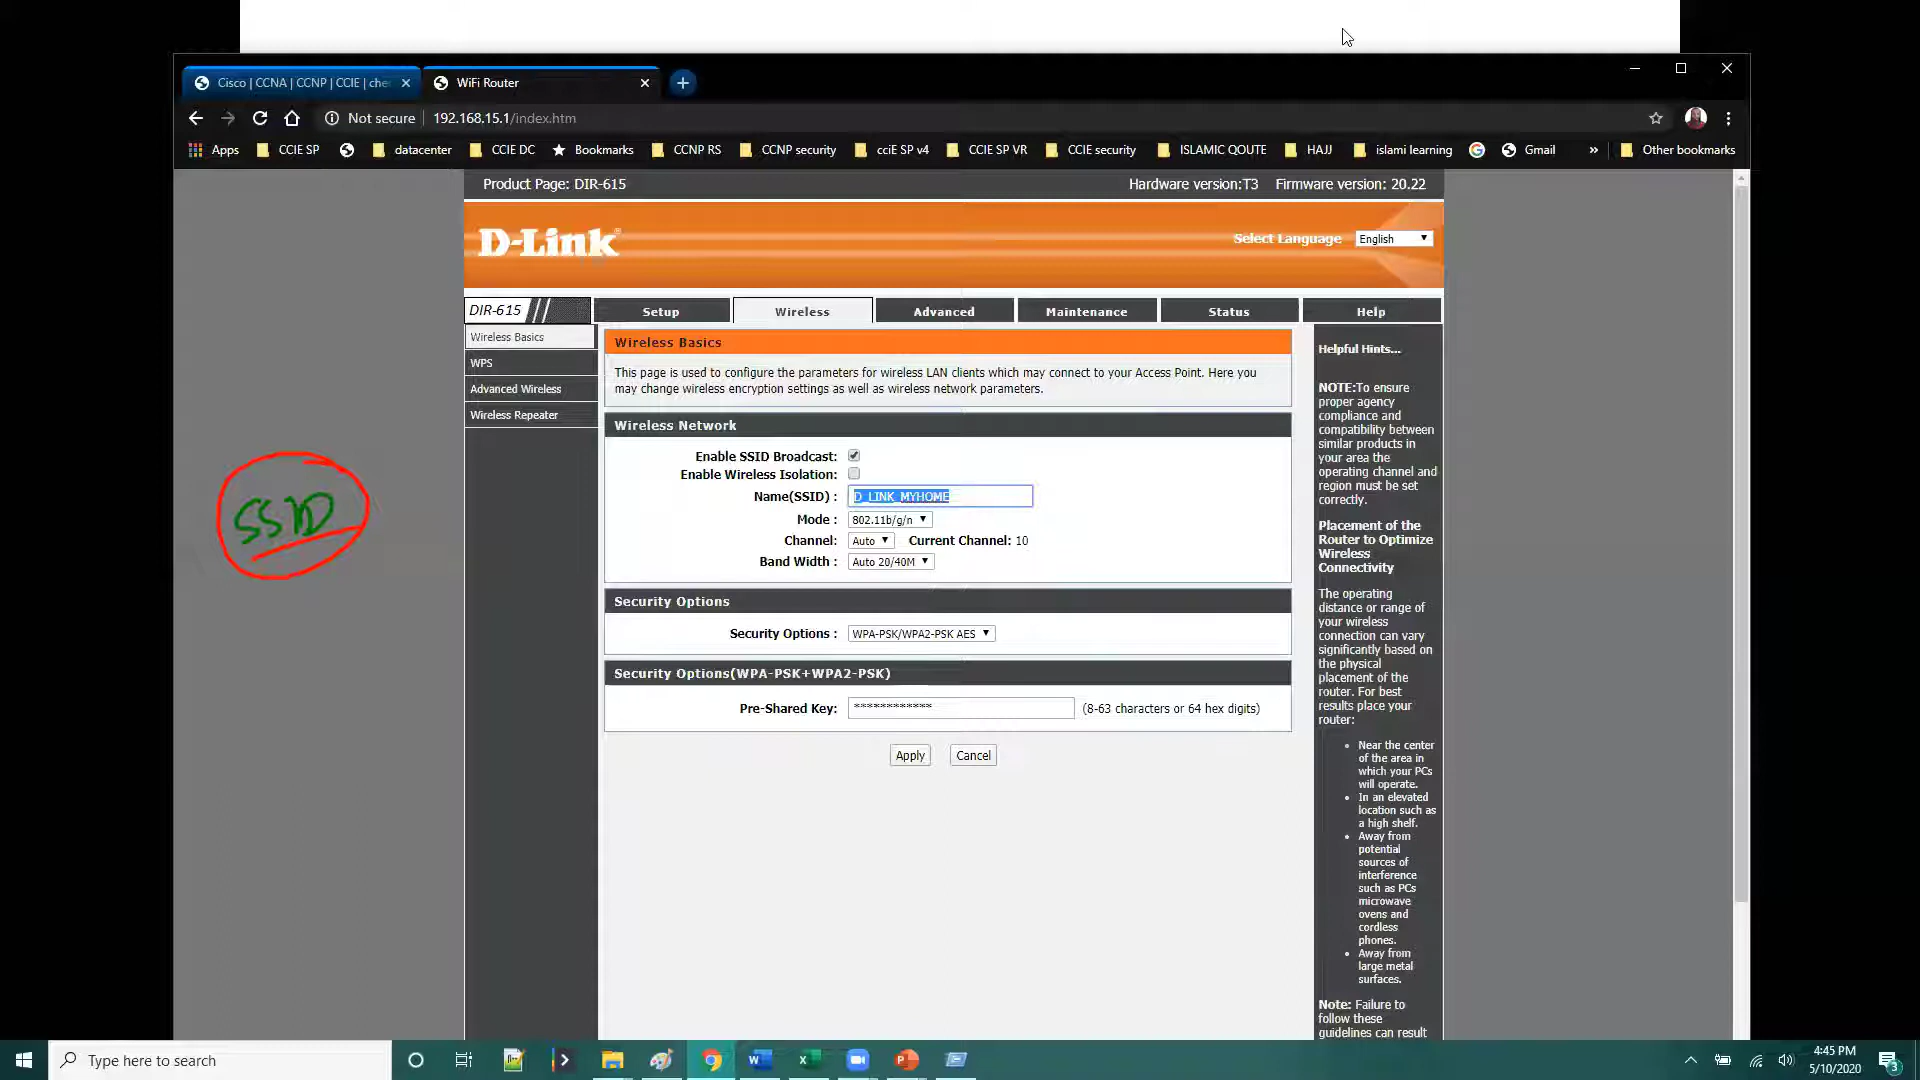 Cisco | CCNA | CCNP | CCIE | che
WiFi Router
Not secure
192.168.15.1/index.htm
Apps
CCIE SP
datacenter
CCIE DC
Bookmarks
CCNP RS
CCNP security
cciE SP v4
CCIE SP VR
CCIE security
ISLAMIC QOUTE
HAJJ
islami learning
Gmail
»
Other bookmarks
Product Page: DIR-615
Hardware version:T3
Firmware version: 20.22
D-Link
Select Language
English
DIR-615
Setup
Wireless
Advanced
Maintenance
Status
Help
Wireless Basics
WPS
Advanced Wireless
Wireless Repeater
SSID
Wireless Basics
This page is used to configure the parameters for wireless LAN clients which may connect to your Access Point. Here you
may change wireless encryption settings as well as wireless network parameters.
Wireless Network
Enable SSID Broadcast:
Enable Wireless Isolation:
Name(SSID) : D_LINK_MYHOME
Mode : 802.11b/g/n
Channel: Auto Current Channel: 10
Band Width : Auto 20/40M
Security Options
Security Options : WPA-PSK/WPA2-PSK AES
Security Options(WPA-PSK+WPA2-PSK)
Pre-Shared Key: ************ (8-63 characters or 64 hex digits)
Apply
Cancel
Helpful Hints...
NOTE:To ensure
proper agency
compliance and
compatibility between
similar products in
your area the
operating channel and
region must be set
correctly.
Placement of the
Router to Optimize
Wireless
Connectivity
The operating
distance or range of
your wireless
connection can vary
significantly based on
the physical
placement of the
router. For best
results place your
router:
Near the center
of the area in
which your PCs
will operate.
In an elevated
location such as
a high shelf.
Away from
potential
sources of
interference
such as PCs
microwave
ovens and
cordless
phones.
Away from
large metal
surfaces.
Note: Failure to
follow these
guidelines can result
Type here to search
4:45 PM
5/10/2020
3